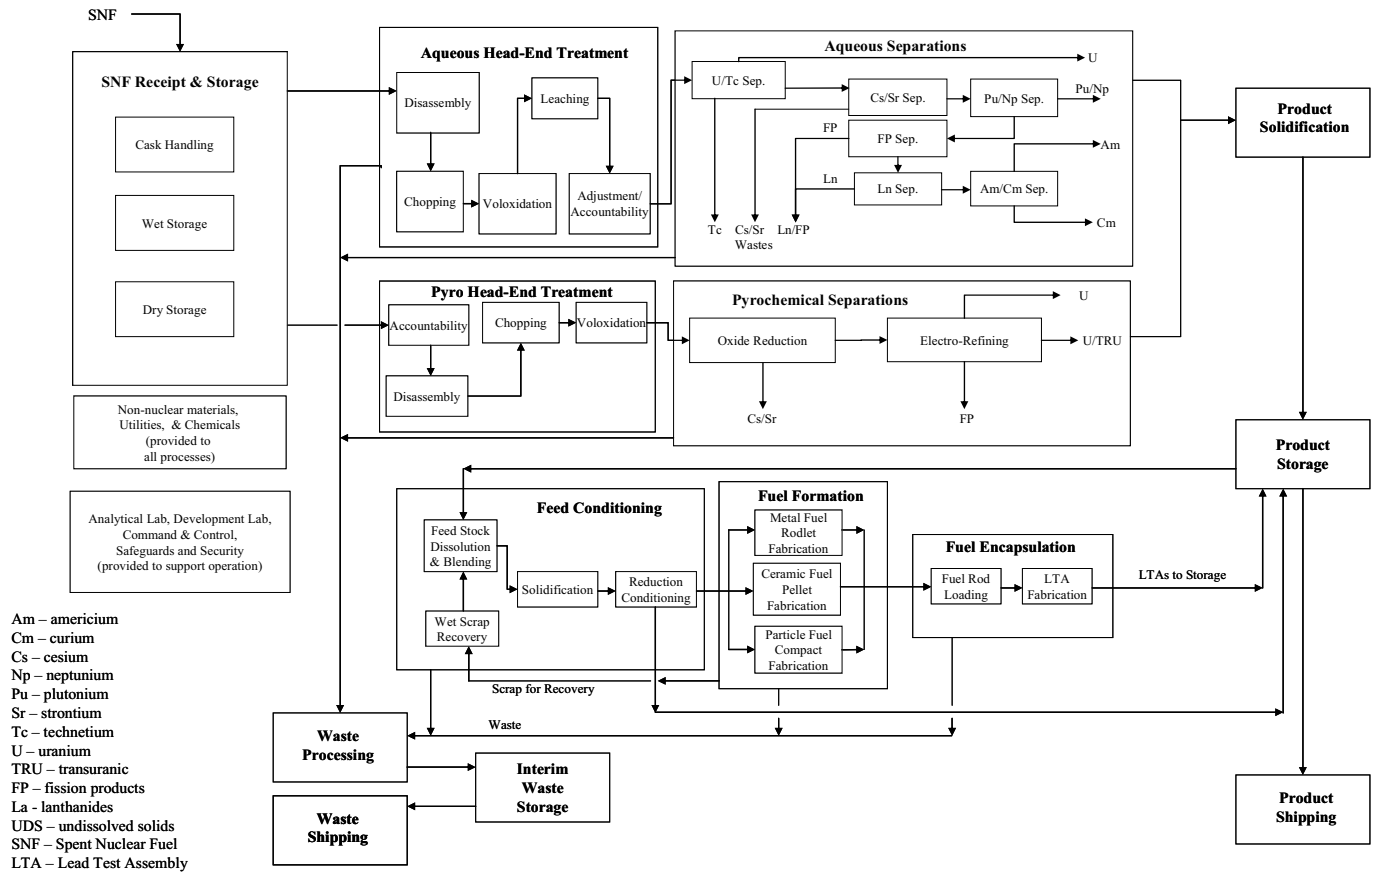 SNF
SNF Receipt & Storage
Cask Handling
Wet Storage
Dry Storage
Non-nuclear materials,
Utilities, & Chemicals
(provided to
all processes)
Analytical Lab, Development Lab,
Command & Control,
Safeguards and Security
(provided to support operation)
Am – americium
Cm – curium
Cs – cesium
Np – neptunium
Pu – plutonium
Sr – strontium
Tc – technetium
U – uranium
TRU – transuranic
FP – fission products
La - lanthanides
UDS – undissolved solids
SNF – Spent Nuclear Fuel
LTA – Lead Test Assembly
Aqueous Head-End Treatment
Disassembly
Leaching
Chopping
Voloxidation
Adjustment/
Accountability
Aqueous Separations
U/Tc Sep.
U
Cs/Sr Sep.
Pu/Np Sep.
Pu/Np
FP
FP Sep.
Am
Ln
Ln Sep.
Am/Cm Sep.
Cm
Tc
Cs/Sr
Wastes
Ln/FP
Pyro Head-End Treatment
Accountability
Chopping
Voloxidation
Disassembly
Pyrochemical Separations
Oxide Reduction
Electro-Refining
U
U/TRU
Cs/Sr
FP
Product
Solidification
Product
Storage
Product
Shipping
Feed Conditioning
Feed Stock
Dissolution
& Blending
Solidification
Reduction
Conditioning
Wet Scrap
Recovery
Scrap for Recovery
Fuel Formation
Metal Fuel
Rodlet
Fabrication
Ceramic Fuel
Pellet
Fabrication
Particle Fuel
Compact
Fabrication
Fuel Encapsulation
Fuel Rod
Loading
LTA
Fabrication
LTAs to Storage
Waste
Waste
Processing
Interim
Waste
Storage
Waste
Shipping